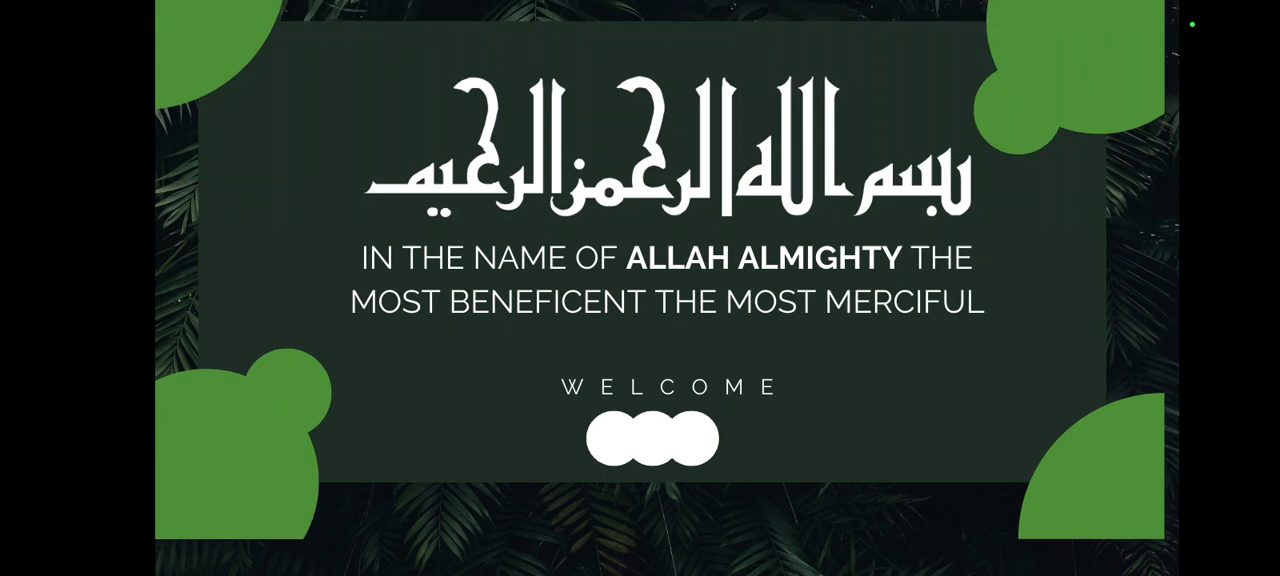 بسم الله الرحمن الرحيم
IN THE NAME OF ALLAH ALMIGHTY THE
MOST BENEFICENT THE MOST MERCIFUL
WELCOME